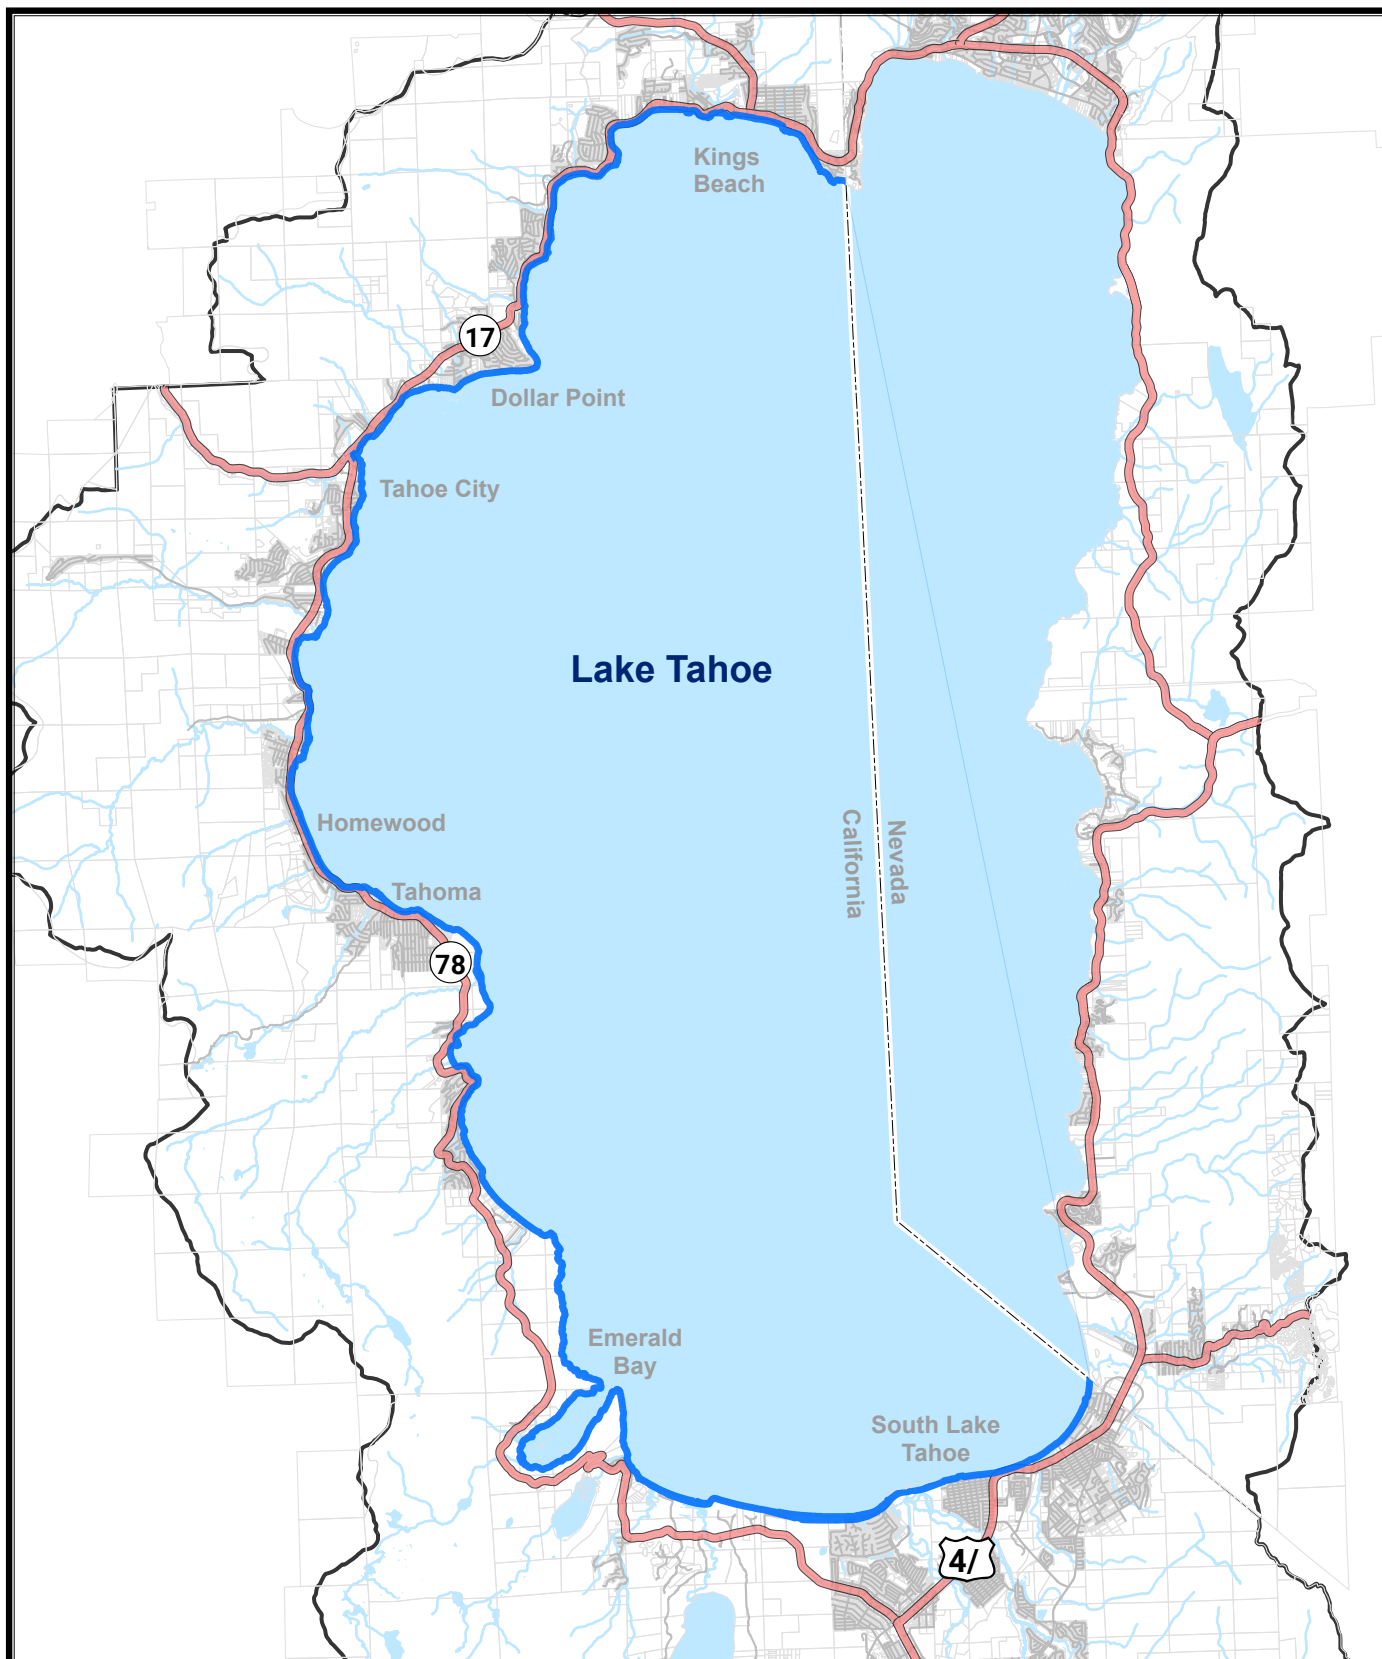 Kings
Beach
17
Dollar Point
Tahoe City
Lake Tahoe
Homewood
California
Nevada
Tahoma
78
Emerald
Bay
South Lake
Tahoe
4/